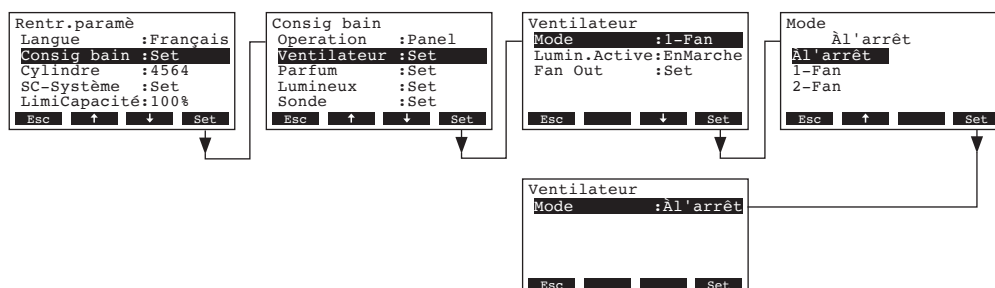 Rentr.paramè
Langue :Français
Consig bain :Set
Cylindre :4564
SC-Système :Set
LimiCapacité:100%
Esc ↑ ↓ Set
Consig bain
Operation :Panel
Ventilateur :Set
Parfum :Set
Lumineux :Set
Sonde :Set
Esc ↑ ↓ Set
Ventilateur
Mode :1-Fan
Lumin.Active:EnMarche
Fan Out :Set
Esc ↓ Set
Mode
Àl'arrêt
Àl'arrêt
1-Fan
2-Fan
Esc ↑ Set
Ventilateur
Mode :Àl'arrêt
Esc Set